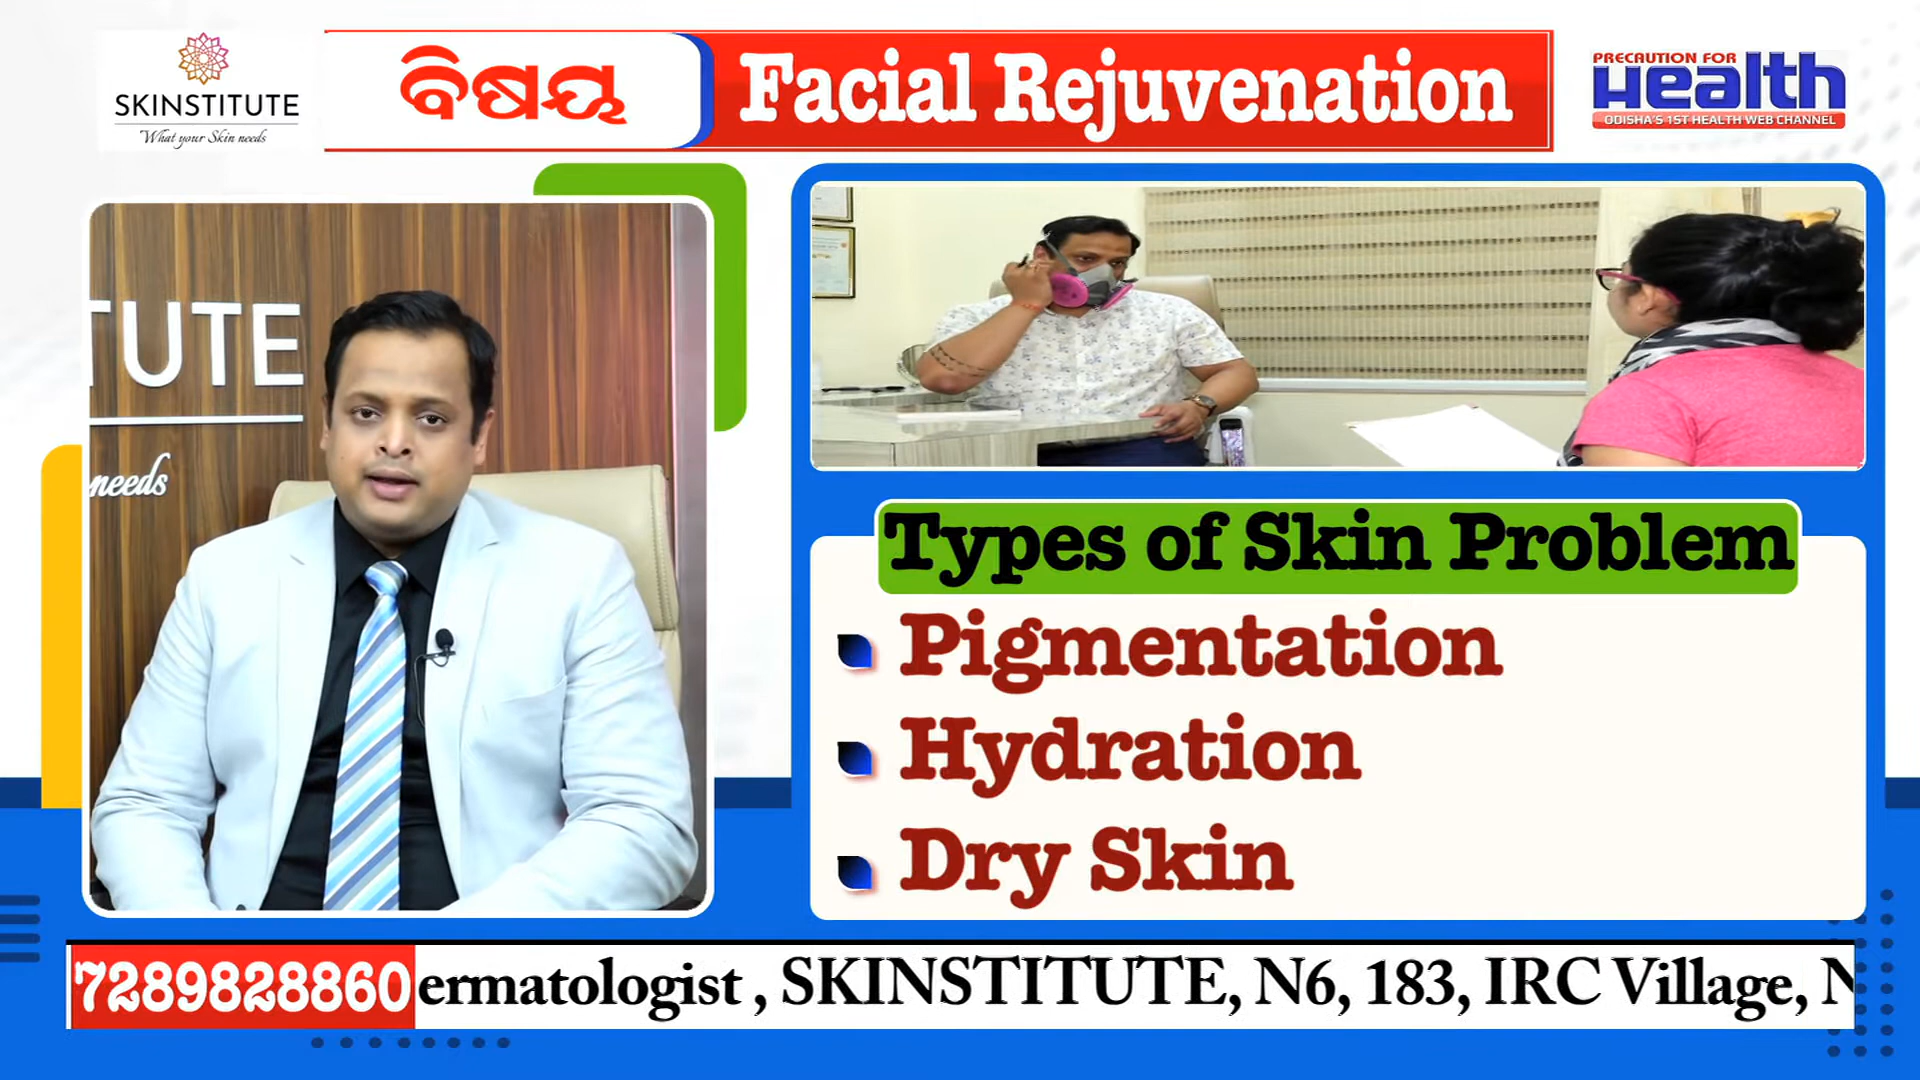 SKINSTITUTE
What your Skin needs
ବିଷୟ
Facial Rejuvenation
PRECAUTION FOR
Health
ODISHA'S 1ST HEALTH WEB CHANNEL
TUTE
needs
Types of Skin Problem
Pigmentation
Hydration
Dry Skin
7289828860
ermatologist , SKINSTITUTE, N6, 183, IRC Village, N